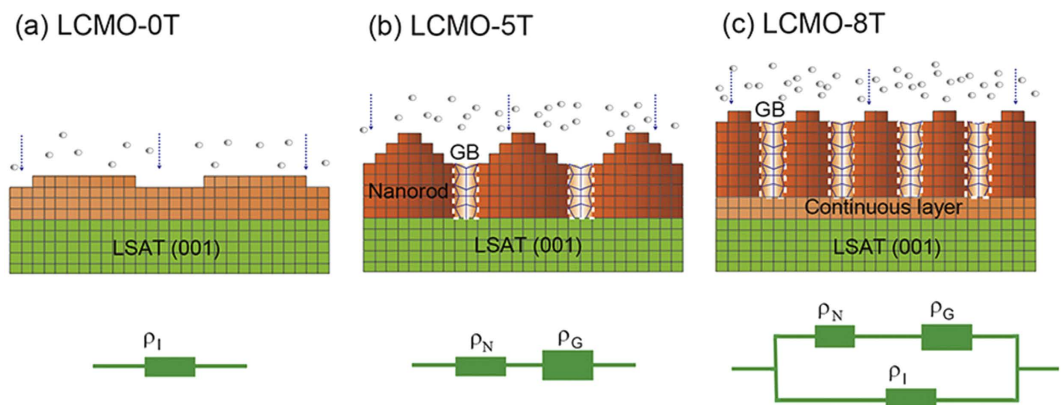 (a) LCMO-0T
(b) LCMO-5T
(c) LCMO-8T
GB
GB
Nanorod
Continuous layer
LSAT (001)
LSAT (001)
LSAT (001)
ρI
ρN
ρG
ρN
ρG
ρI